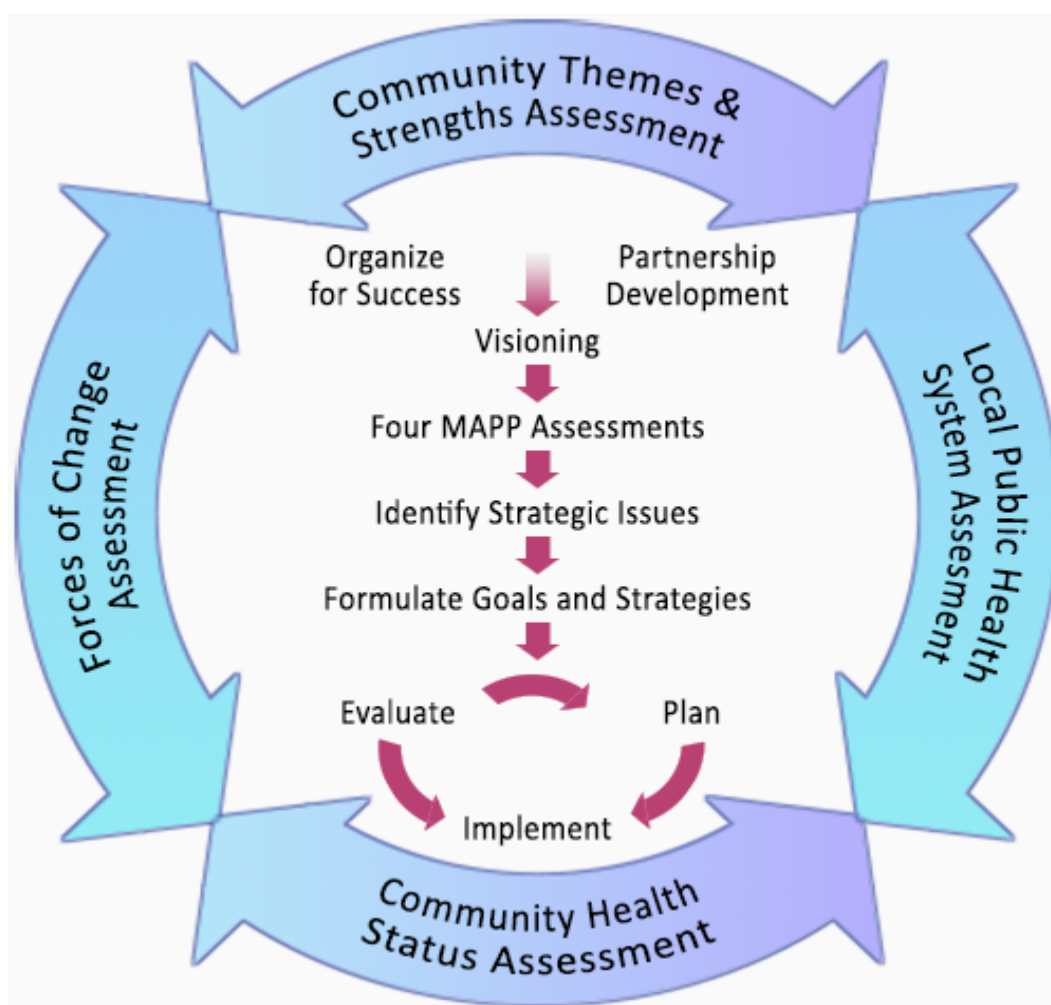 Community Themes &
Strengths Assessment
Organize
for Success
Partnership
Development
Visioning
Four MAPP Assessments
Identify Strategic Issues
Formulate Goals and Strategies
Evaluate
Plan
Implement
Forces of Change
Assessment
Local Public Health
System Assessment
Community Health
Status Assessment